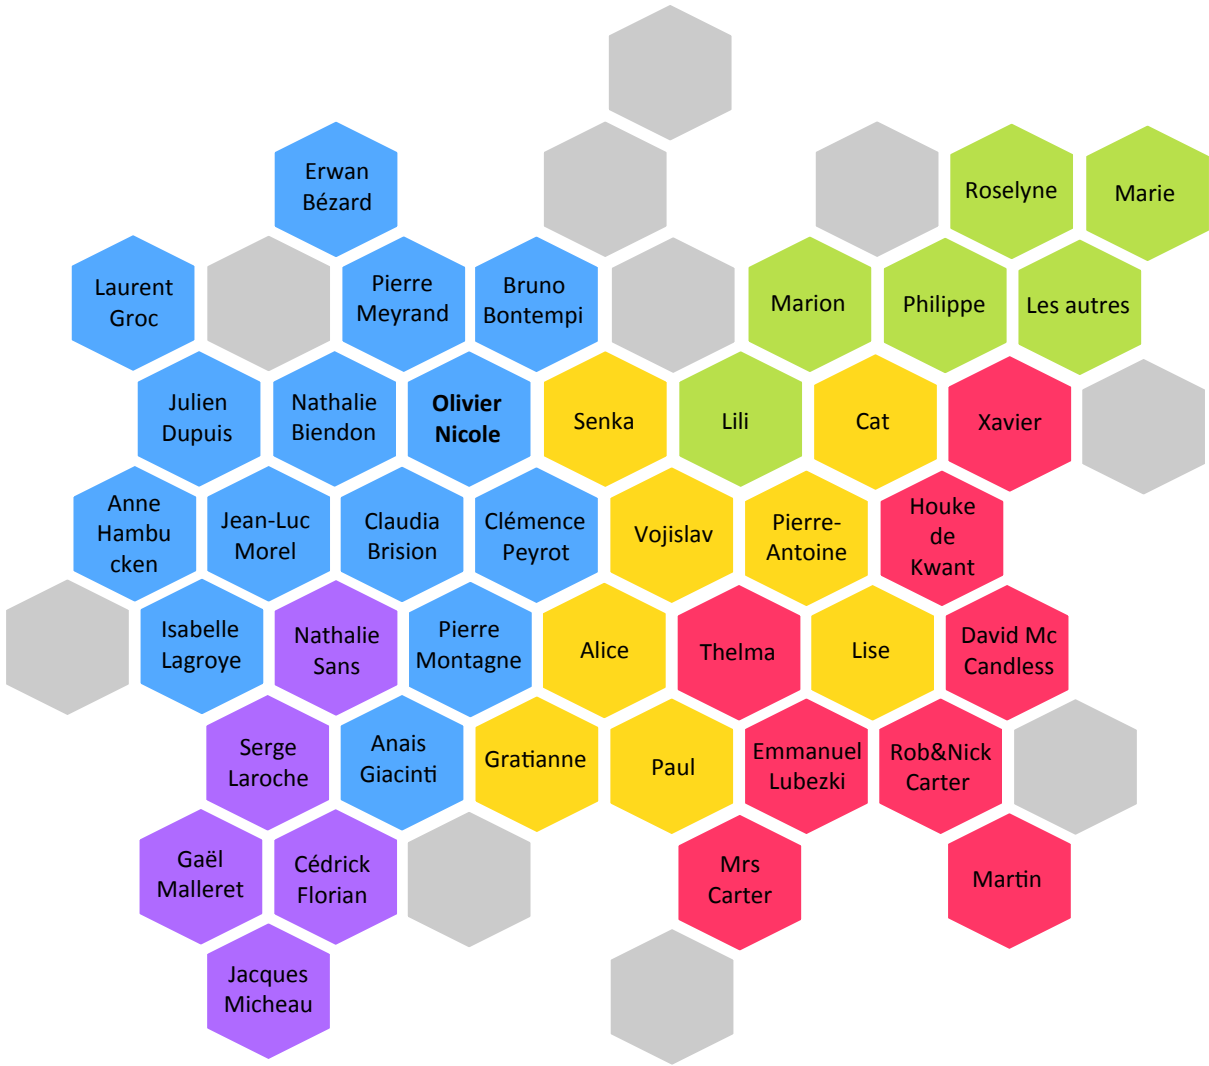 Erwan
Bézard
Roselyne
Marie
Laurent
Groc
Pierre
Meyrand
Bruno
Bontempi
Marion
Philippe
Les autres
Julien
Dupuis
Nathalie
Biendon
Olivier
Nicole
Senka
Lili
Cat
Xavier
Anne
Hambu
cken
Jean-Luc
Morel
Claudia
Brision
Clémence
Peyrot
Vojislav
Pierre-
Antoine
Houke
de
Kwant
Isabelle
Lagroye
Nathalie
Sans
Pierre
Montagne
Alice
Thelma
Lise
David Mc
Candless
Serge
Laroche
Anais
Giacinti
Gratianne
Paul
Emmanuel
Lubezki
Rob&Nick
Carter
Gaël
Malleret
Cédrick
Florian
Mrs
Carter
Martin
Jacques
Micheau